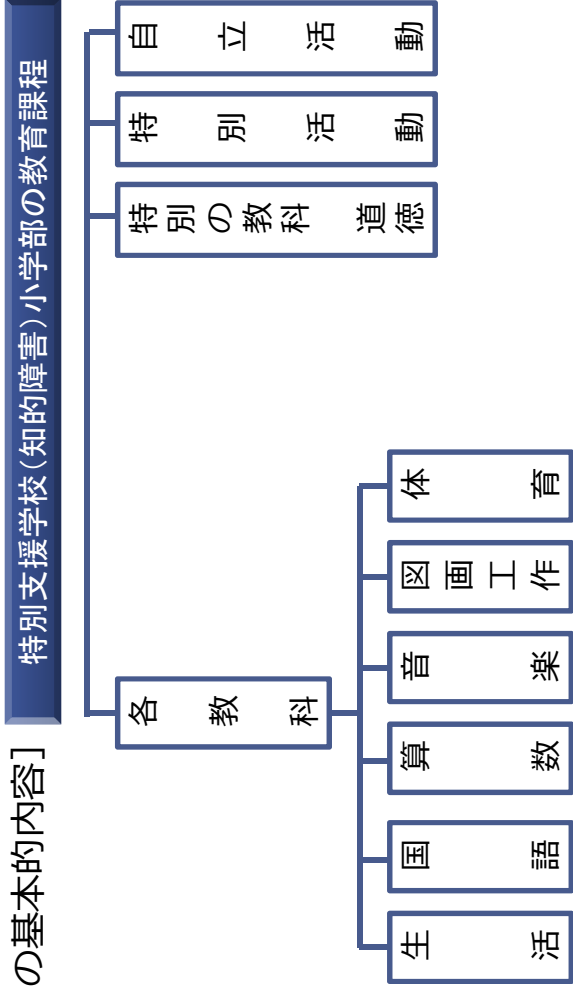 の基本的内容]
特別支援学校(知的障害)小学部の教育課程
各教科
特別の教科 道徳
特別活動
自立活動
生活
国語
算数
音楽
図画工作
体育